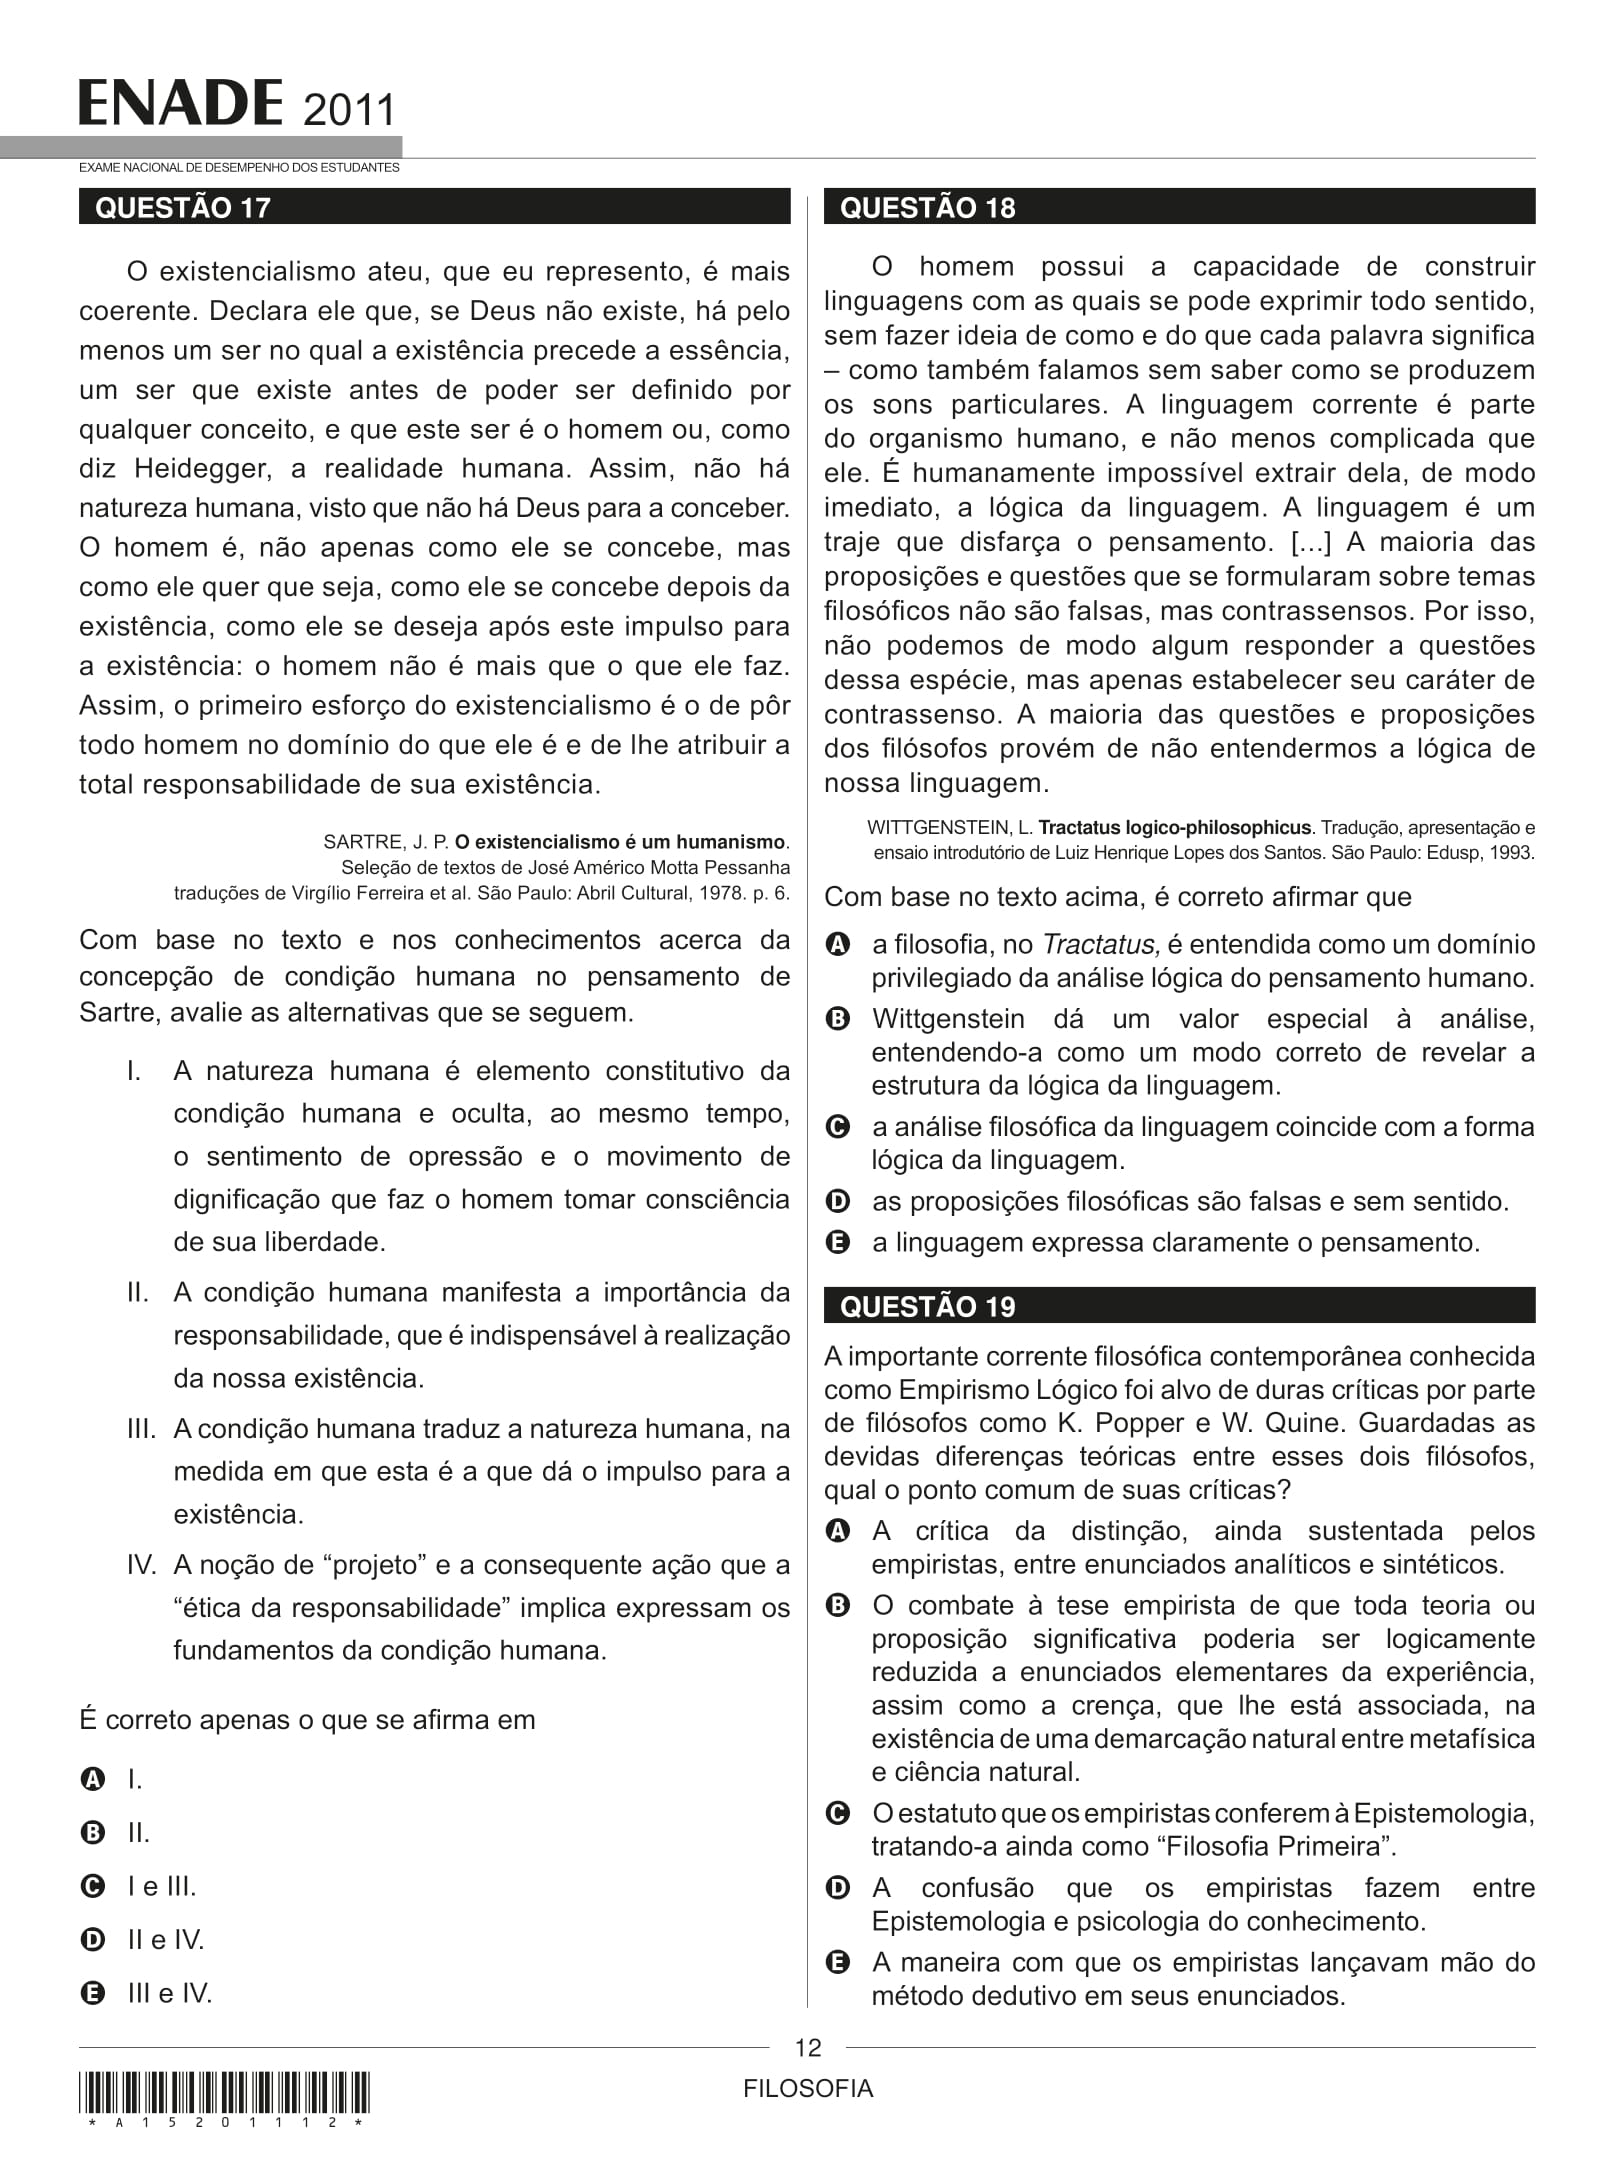 ENADE 2011
EXAME NACIONAL DE DESEMPENHO DOS ESTUDANTES
QUESTÃO 17
O existencialismo ateu, que eu represento, é mais
coerente. Declara ele que, se Deus não existe, há pelo
menos um ser no qual a existência precede a essência,
um ser que existe antes de poder ser definido por
qualquer conceito, e que este ser é o homem ou, como
diz Heidegger, a realidade humana. Assim, não há
natureza humana, visto que não há Deus para a conceber.
O homem é, não apenas como ele se concebe, mas
como ele quer que seja, como ele se concebe depois da
existência, como ele se deseja após este impulso para
a existência: o homem não é mais que o que ele faz.
Assim, o primeiro esforço do existencialismo é o de pôr
todo homem no domínio do que ele é e de lhe atribuir a
total responsabilidade de sua existência.
SARTRE, J. P. O existencialismo é um humanismo.
Seleção de textos de José Américo Motta Pessanha
traduções de Virgílio Ferreira et al. São Paulo: Abril Cultural, 1978. p. 6.
Com base no texto e nos conhecimentos acerca da
concepção de condição humana no pensamento de
Sartre, avalie as alternativas que se seguem.
I. A natureza humana é elemento constitutivo da
condição humana e oculta, ao mesmo tempo,
o sentimento de opressão e o movimento de
dignificação que faz o homem tomar consciência
de sua liberdade.
II. A condição humana manifesta a importância da
responsabilidade, que é indispensável à realização
da nossa existência.
III. A condição humana traduz a natureza humana, na
medida em que esta é a que dá o impulso para a
existência.
IV. A noção de “projeto” e a consequente ação que a
“ética da responsabilidade” implica expressam os
fundamentos da condição humana.
É correto apenas o que se afirma em
A I.
B II.
C I e III.
D II e IV.
E III e IV.
QUESTÃO 18
O homem possui a capacidade de construir
linguagens com as quais se pode exprimir todo sentido,
sem fazer ideia de como e do que cada palavra significa
– como também falamos sem saber como se produzem
os sons particulares. A linguagem corrente é parte
do organismo humano, e não menos complicada que
ele. É humanamente impossível extrair dela, de modo
imediato, a lógica da linguagem. A linguagem é um
traje que disfarça o pensamento. [...] A maioria das
proposições e questões que se formularam sobre temas
filosóficos não são falsas, mas contrassensos. Por isso,
não podemos de modo algum responder a questões
dessa espécie, mas apenas estabelecer seu caráter de
contrassenso. A maioria das questões e proposições
dos filósofos provém de não entendermos a lógica de
nossa linguagem.
WITTGENSTEIN, L. Tractatus logico-philosophicus. Tradução, apresentação e
ensaio introdutório de Luiz Henrique Lopes dos Santos. São Paulo: Edusp, 1993.
Com base no texto acima, é correto afirmar que
A a filosofia, no Tractatus, é entendida como um domínio
privilegiado da análise lógica do pensamento humano.
B Wittgenstein dá um valor especial à análise,
entendendo-a como um modo correto de revelar a
estrutura da lógica da linguagem.
C a análise filosófica da linguagem coincide com a forma
lógica da linguagem.
D as proposições filosóficas são falsas e sem sentido.
E a linguagem expressa claramente o pensamento.
QUESTÃO 19
A importante corrente filosófica contemporânea conhecida
como Empirismo Lógico foi alvo de duras críticas por parte
de filósofos como K. Popper e W. Quine. Guardadas as
devidas diferenças teóricas entre esses dois filósofos,
qual o ponto comum de suas críticas?
A A crítica da distinção, ainda sustentada pelos
empiristas, entre enunciados analíticos e sintéticos.
B O combate à tese empirista de que toda teoria ou
proposição significativa poderia ser logicamente
reduzida a enunciados elementares da experiência,
assim como a crença, que lhe está associada, na
existência de uma demarcação natural entre metafísica
e ciência natural.
C O estatuto que os empiristas conferem à Epistemologia,
tratando-a ainda como “Filosofia Primeira”.
D A confusão que os empiristas fazem entre
Epistemologia e psicologia do conhecimento.
E A maneira com que os empiristas lançavam mão do
método dedutivo em seus enunciados.
12
FILOSOFIA
* A 1 5 2 0 1 1 1 2 *